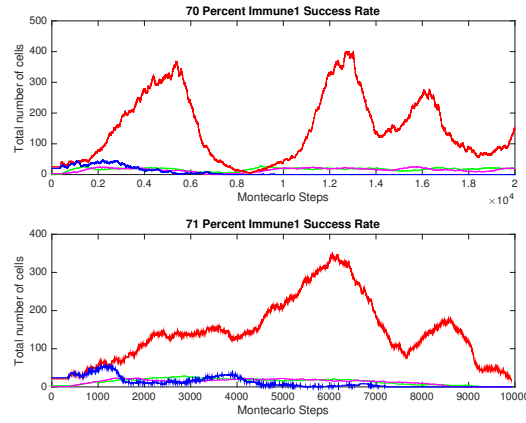 70 Percent Immune1 Success Rate
500
400
300
200
100
0
Total number of cells
0 0.2 0.4 0.6 0.8 1 1.2 1.4 1.6 1.8 2
Montecarlo Steps
×10⁴
71 Percent Immune1 Success Rate
400
300
200
100
0
Total number of cells
0 1000 2000 3000 4000 5000 6000 7000 8000 9000 10000
Montecarlo Steps